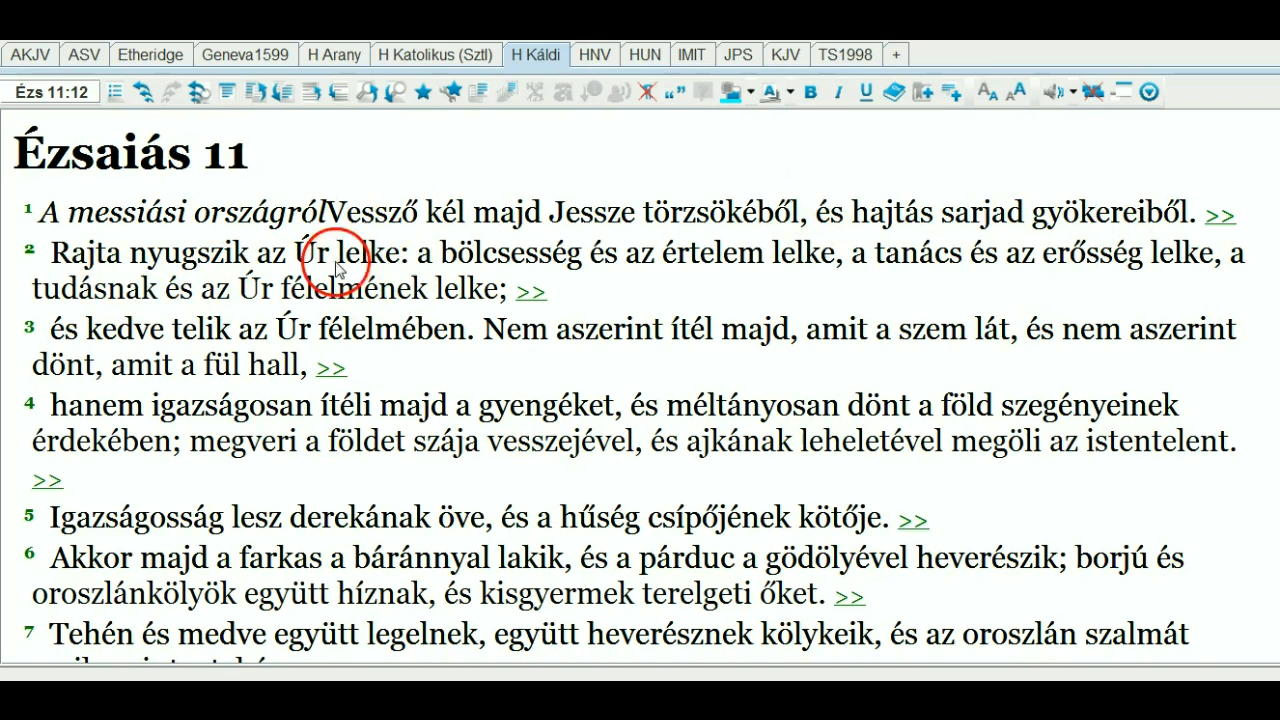 AKJV ASV Etheridge Geneva1599 H Arany H Katolikus (Sztl) H Káldi HNV HUN IMIT JPS KJV TS1998 +
Ézs 11:12
Ézsaiás 11
1 A messiási országrólVessző kél majd Jessze törzsökéből, és hajtás sarjad gyökereiből. >>
2 Rajta nyugszik az Úr lelke: a bölcsesség és az értelem lelke, a tanács és az erősség lelke, a
tudásnak és az Úr félelmének lelke; >>
3 és kedve telik az Úr félelmében. Nem aszerint ítél majd, amit a szem lát, és nem aszerint
dönt, amit a fül hall, >>
4 hanem igazságosan ítéli majd a gyengéket, és méltányosan dönt a föld szegényeinek
érdekében; megveri a földet szája vesszejével, és ajkának leheletével megöli az istentelent.
>>
5 Igazságosság lesz derekának öve, és a hűség csípőjének kötője. >>
6 Akkor majd a farkas a báránnyal lakik, és a párduc a gödölyével heverészik; borjú és
oroszlánkölyök együtt híznak, és kisgyermek terelgeti őket. >>
7 Tehén és medve együtt legelnek, együtt heverésznek kölykeik, és az oroszlán szalmát